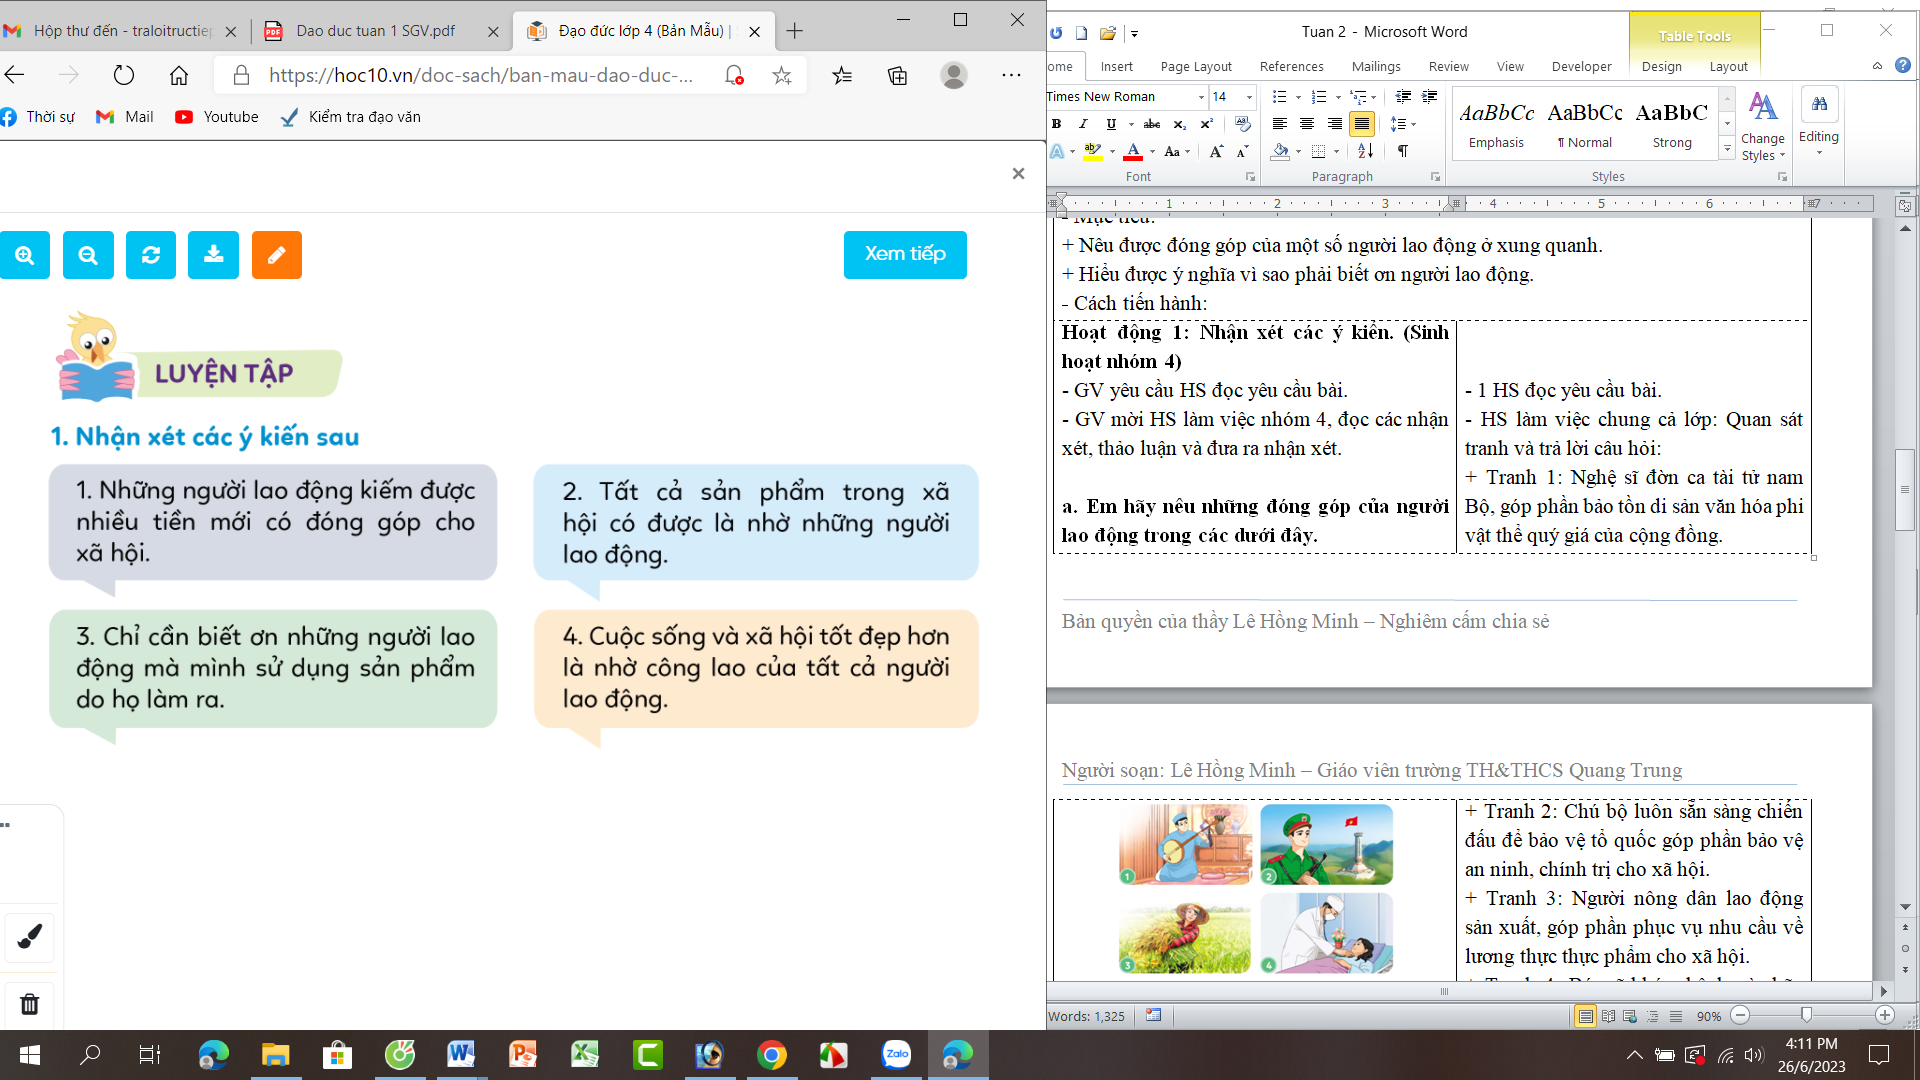 Hộp thư đến - traloitructiep
Dao duc tuan 1 SGV.pdf
Đạo đức lớp 4 (Bản Mẫu) |
https://hoc10.vn/doc-sach/ban-mau-dao-duc-...
Thời sự
Mail
Youtube
Kiểm tra đạo văn
Xem tiếp
LUYỆN TẬP
1. Nhận xét các ý kiến sau
1. Những người lao động kiếm được
nhiều tiền mới có đóng góp cho
xã hội.
2. Tất cả sản phẩm trong xã
hội có được là nhờ những người
lao động.
3. Chỉ cần biết ơn những người lao
động mà mình sử dụng sản phẩm
do họ làm ra.
4. Cuộc sống và xã hội tốt đẹp hơn
là nhờ công lao của tất cả người
lao động.
Tuan 2 - Microsoft Word
Table Tools
Insert
Page Layout
References
Mailings
Review
View
Developer
Design
Layout
Times New Roman
14
AaBbCc
AaBbCc
AaBbC
Emphasis
¶ Normal
Strong
Change
Styles
Editing
Font
Paragraph
Styles
1 2 3 4 5 6 7
- Mục tiêu:
+ Nêu được đóng góp của một số người lao động ở xung quanh.
+ Hiểu được ý nghĩa vì sao phải biết ơn người lao động.
- Cách tiến hành:
Hoạt động 1: Nhận xét các ý kiến. (Sinh
hoạt nhóm 4)
- GV yêu cầu HS đọc yêu cầu bài.
- GV mời HS làm việc nhóm 4, đọc các nhận
xét, thảo luận và đưa ra nhận xét.
a. Em hãy nêu những đóng góp của người
lao động trong các dưới đây.
- 1 HS đọc yêu cầu bài.
- HS làm việc chung cả lớp: Quan sát
tranh và trả lời câu hỏi:
+ Tranh 1: Nghệ sĩ đờn ca tài tử nam
Bộ, góp phần bảo tồn di sản văn hóa phi
vật thể quý giá của cộng đồng.
Bản quyền của thầy Lê Hồng Minh – Nghiêm cấm chia sẻ
Người soạn: Lê Hồng Minh – Giáo viên trường TH&THCS Quang Trung
1
2
3
4
+ Tranh 2: Chú bộ luôn sẵn sàng chiến
đấu để bảo vệ tổ quốc góp phần bảo vệ
an ninh, chính trị cho xã hội.
+ Tranh 3: Người nông dân lao động
sản xuất, góp phần phục vụ nhu cầu về
lương thực thực phẩm cho xã hội.
Words: 1,325
90%
Zalo
4:11 PM
26/6/2023